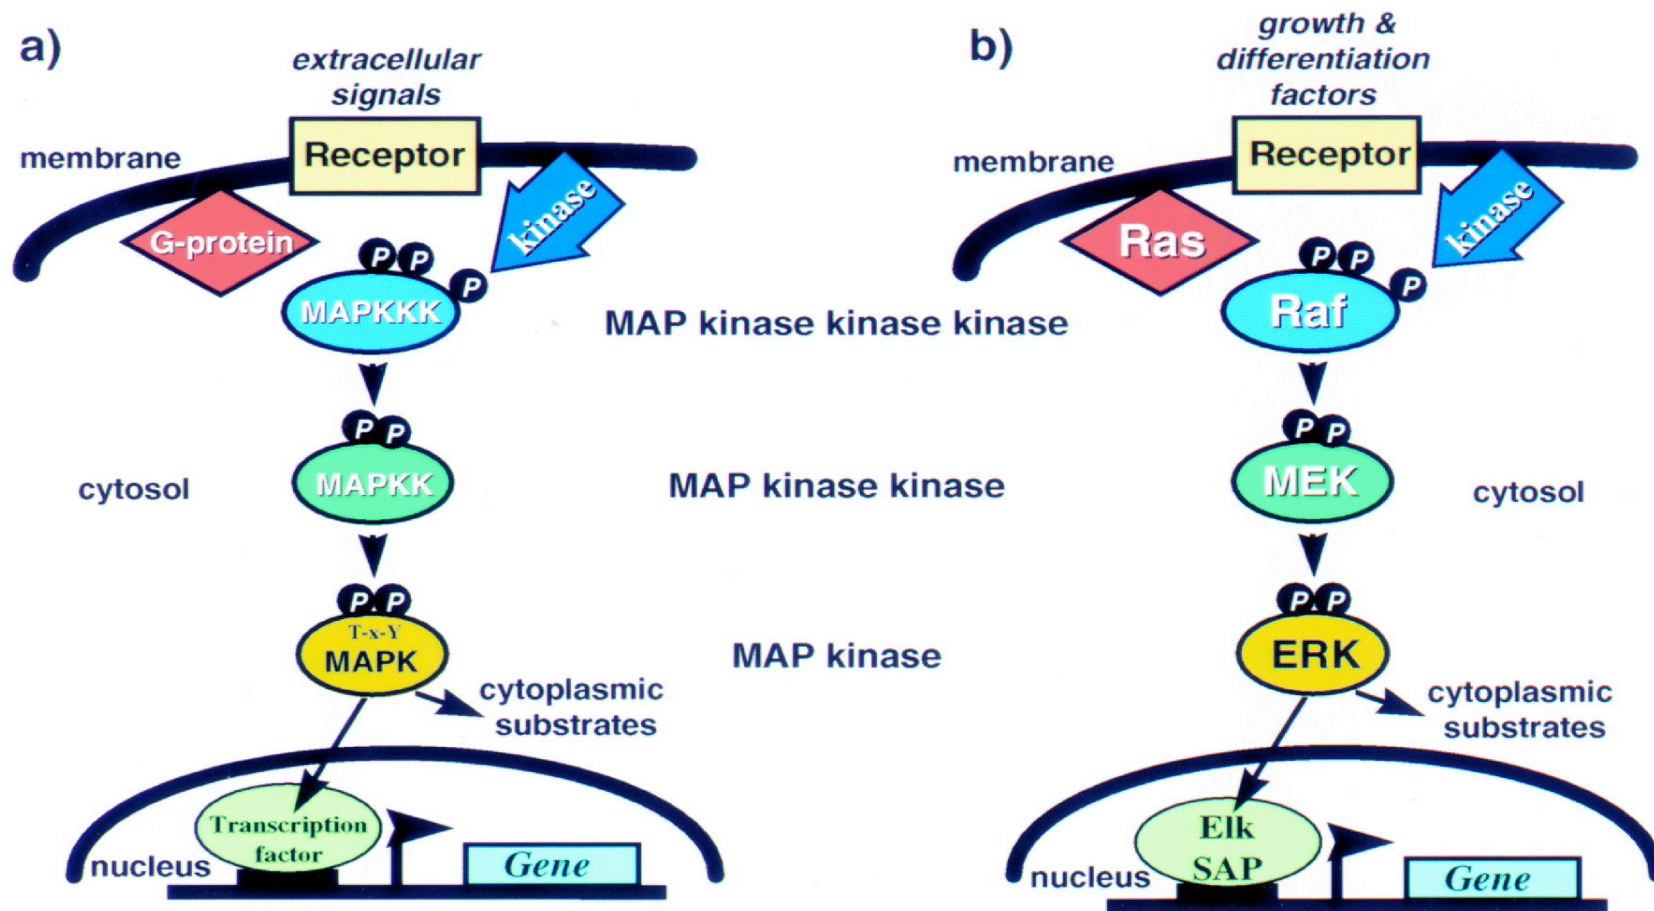 a)
extracellular
signals
membrane
Receptor
G-protein
kinase
P P
P
MAPKKK
P P
MAPKK
cytosol
P P
T-x-Y
MAPK
cytoplasmic
substrates
Transcription
factor
nucleus
Gene
MAP kinase kinase kinase
MAP kinase kinase
MAP kinase
b)
growth &
differentiation
factors
membrane
Receptor
Ras
kinase
P P
P
Raf
P P
MEK
cytosol
P P
ERK
cytoplasmic
substrates
Elk
SAP
nucleus
Gene